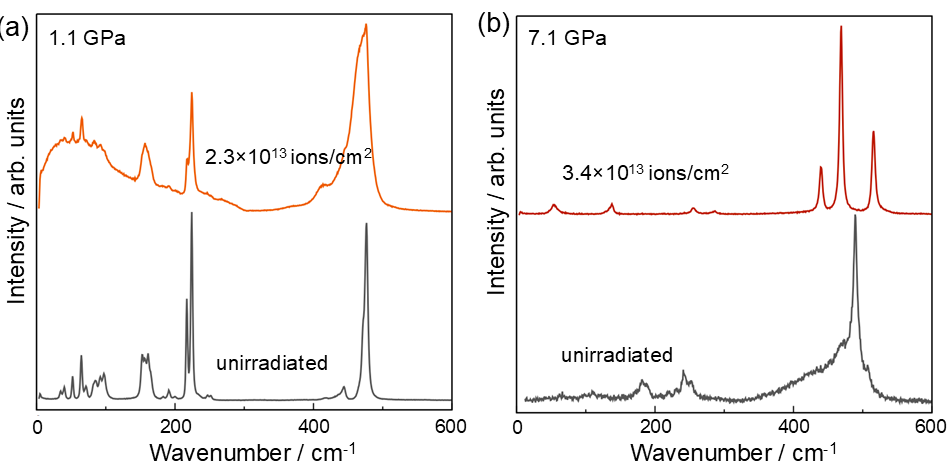 (a)
1.1 GPa
2.3×10¹³ ions/cm²
unirradiated
Intensity / arb. units
0 200 400 600
Wavenumber / cm⁻¹
(b)
7.1 GPa
3.4×10¹³ ions/cm²
unirradiated
Intensity / arb. units
0 200 400 600
Wavenumber / cm⁻¹